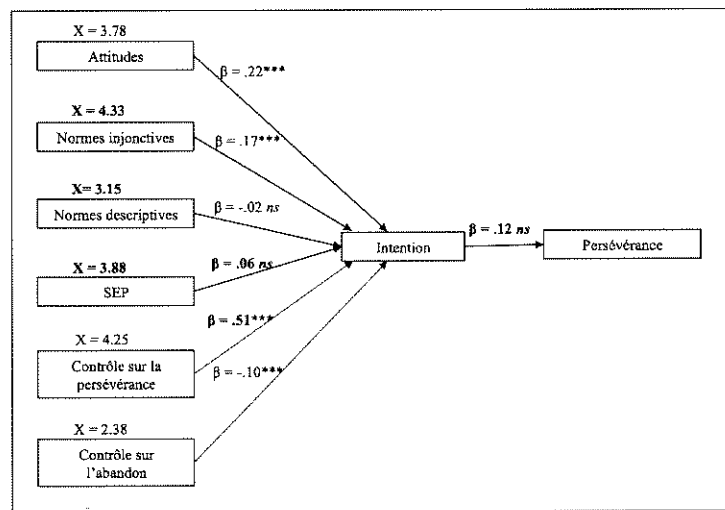 X = 3.78
Attitudes
β = .22***
X = 4.33
Normes injonctives
β = .17***
X= 3.15
Normes descriptives
β = -.02 ns
Intention
β = .12 ns
Persévérance
X = 3.88
SEP
β = .06 ns
β = .51***
X = 4.25
Contrôle sur la
persévérance
β = -.10***
X = 2.38
Contrôle sur
l'abandon